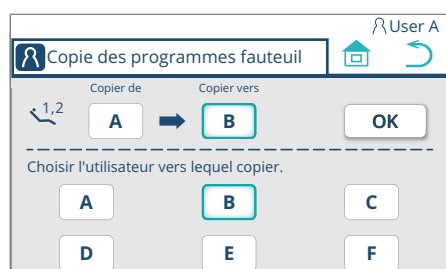 User A
Copie des programmes fauteuil
Copier de Copier vers
1,2 A B OK
Choisir l'utilisateur vers lequel copier.
A B C
D E F